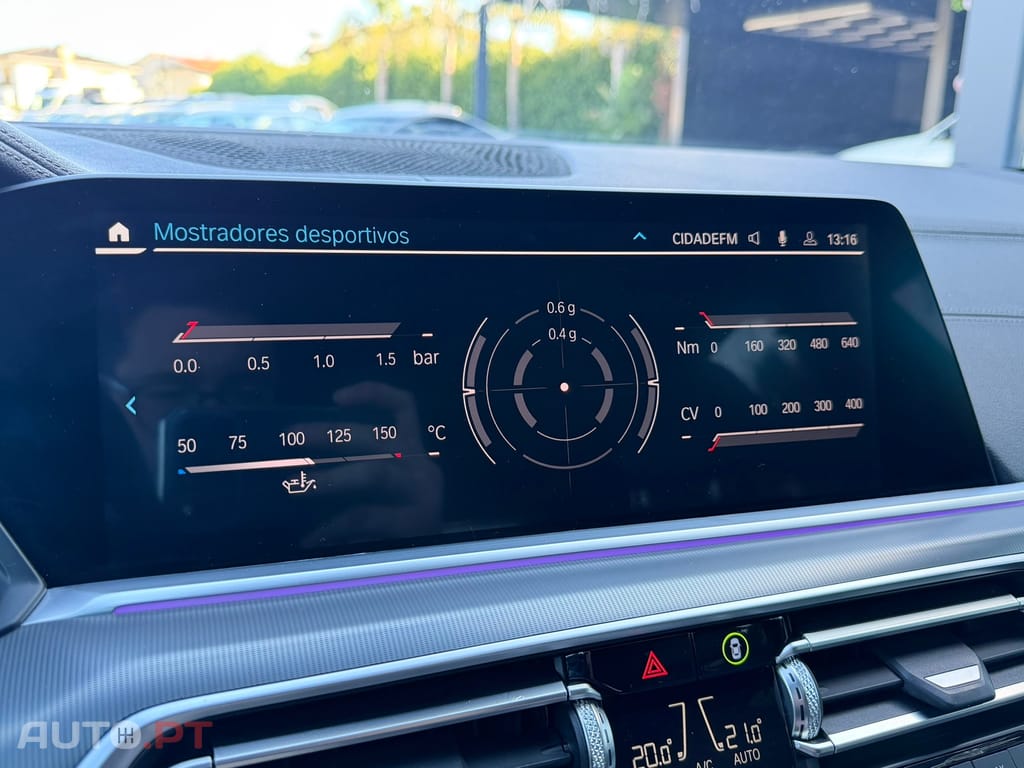 Mostradores desportivos
CIDADEFM
13:16
0.0 0.5 1.0 1.5 bar
50 75 100 125 150 °C
0.6 g
0.4 g
Nm 0 160 320 480 640
CV 0 100 200 300 400
20.0°
21.0°
A/C
AUTO
AUTO.PT